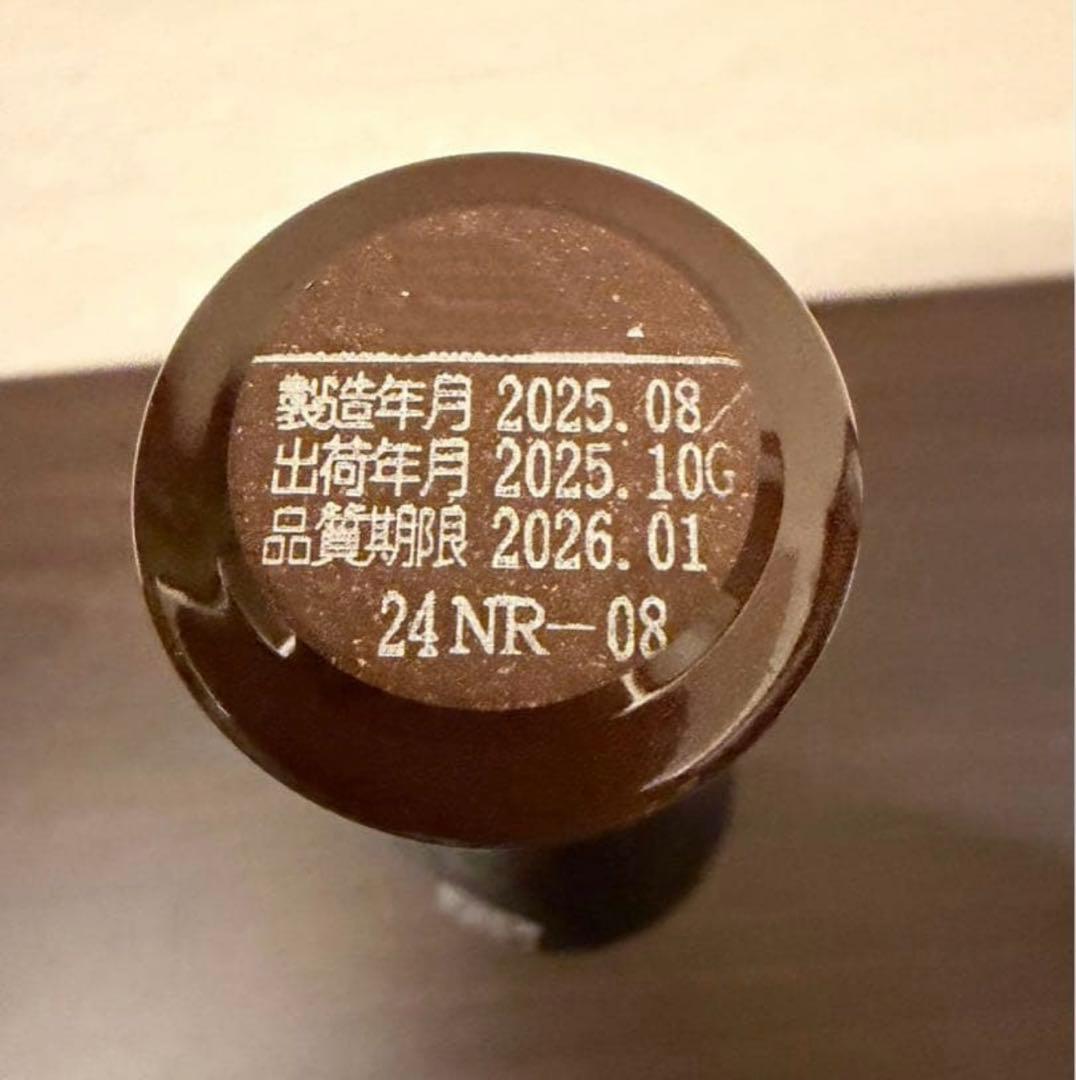 製造年月 2025.08/
出荷年月 2025.10G
品質期限 2026.01
24NR-08